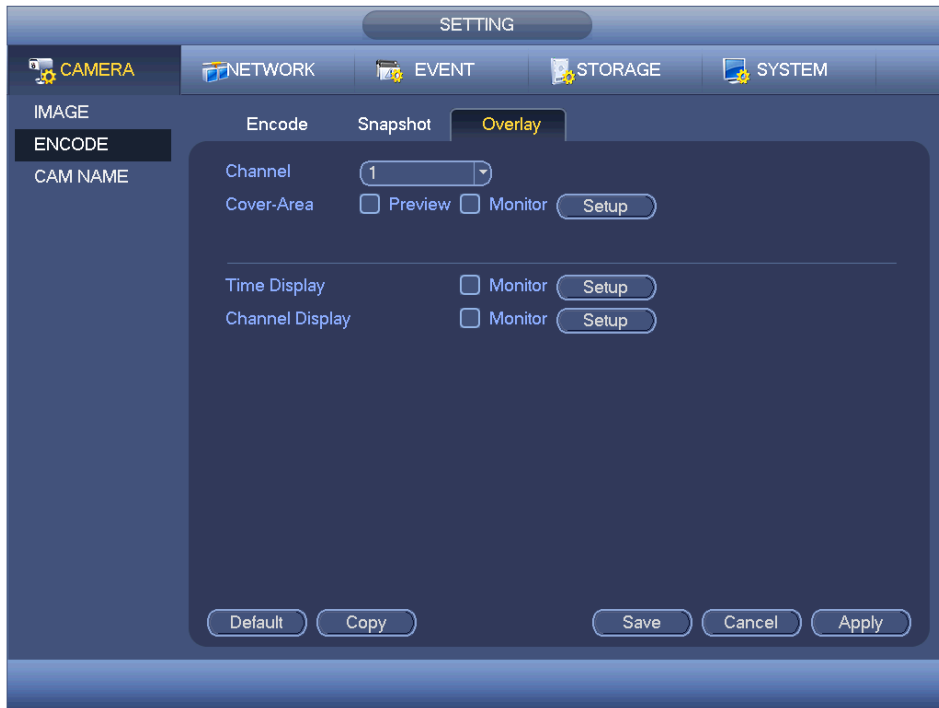 SETTING
CAMERA NETWORK EVENT STORAGE SYSTEM
IMAGE
ENCODE
CAM NAME
Encode Snapshot Overlay
Channel 1
Cover-Area Preview Monitor Setup
Time Display Monitor Setup
Channel Display Monitor Setup
Default Copy Save Cancel Apply